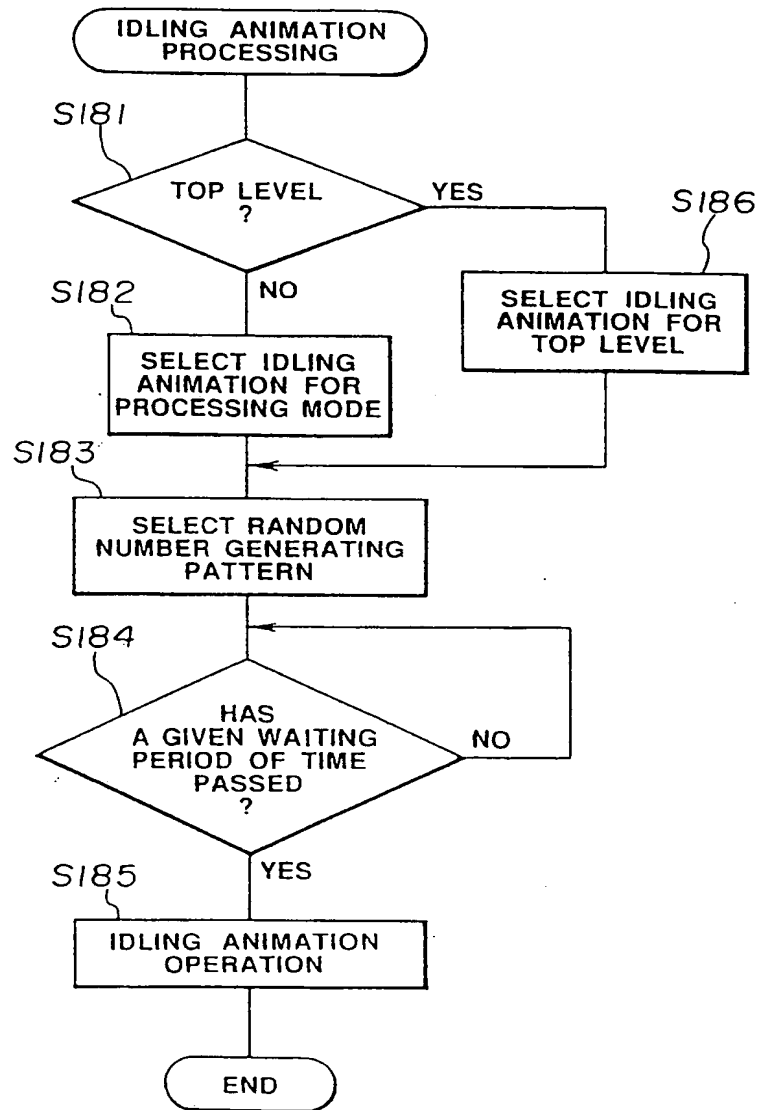 IDLING ANIMATION
PROCESSING
S181
TOP LEVEL
?
YES
NO
S186
SELECT IDLING
ANIMATION FOR
TOP LEVEL
S182
SELECT IDLING
ANIMATION FOR
PROCESSING MODE
S183
SELECT RANDOM
NUMBER GENERATING
PATTERN
S184
HAS
A GIVEN WAITING
PERIOD OF TIME
PASSED
?
NO
YES
S185
IDLING ANIMATION
OPERATION
END